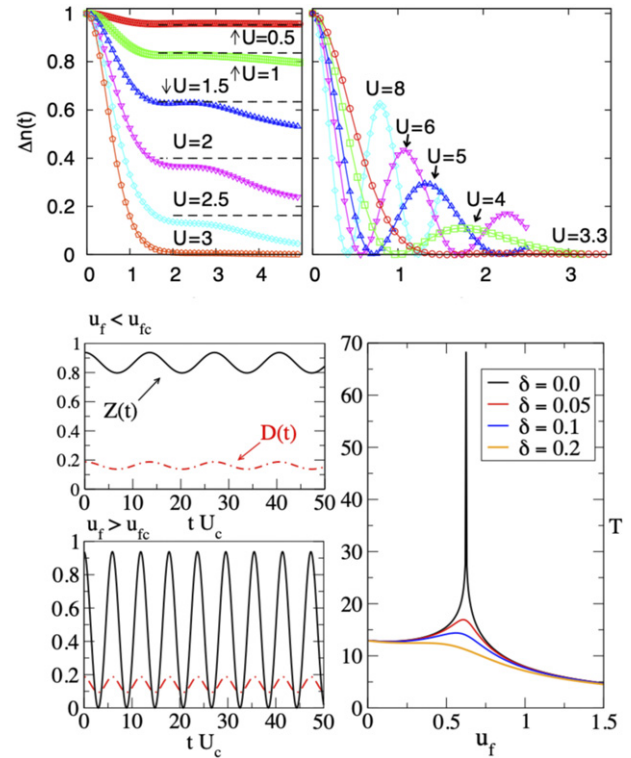 1
0.8
0.6
0.4
0.2
0
Δn(t)
↑U=0.5
↑U=1
↓U=1.5
U=2
U=2.5
U=3
0 1 2 3 4 5
U=8
U=6
U=5
U=4
U=3.3
0 1 2 3
u_f < u_fc
1
0.8
0.6
0.4
0.2
0
Z(t)
D(t)
0 10 20 30 40 50
t U_c
u_f > u_fc
1
0.8
0.6
0.4
0.2
0
0 10 20 30 40 50
t U_c
70
60
50
40
30
20
10
0
T
δ = 0.0
δ = 0.05
δ = 0.1
δ = 0.2
0 0.5 1 1.5
u_f